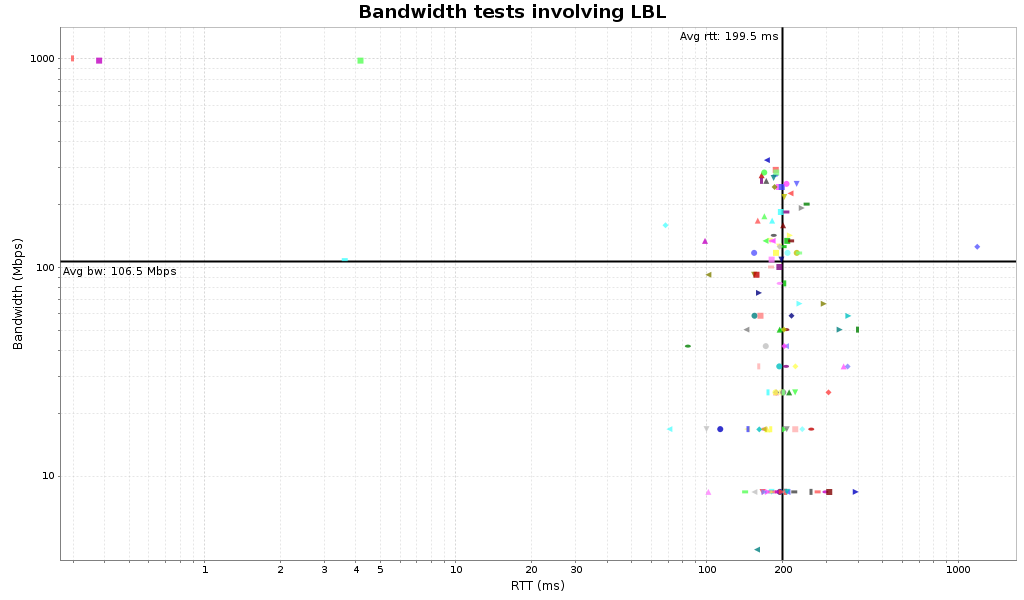 Bandwidth tests involving LBL
Avg rtt: 199.5 ms
1000
Avg bw: 106.5 Mbps
100
10
Bandwidth (Mbps)
1 2 3 4 5 10 20 30 100 200 1000
RTT (ms)